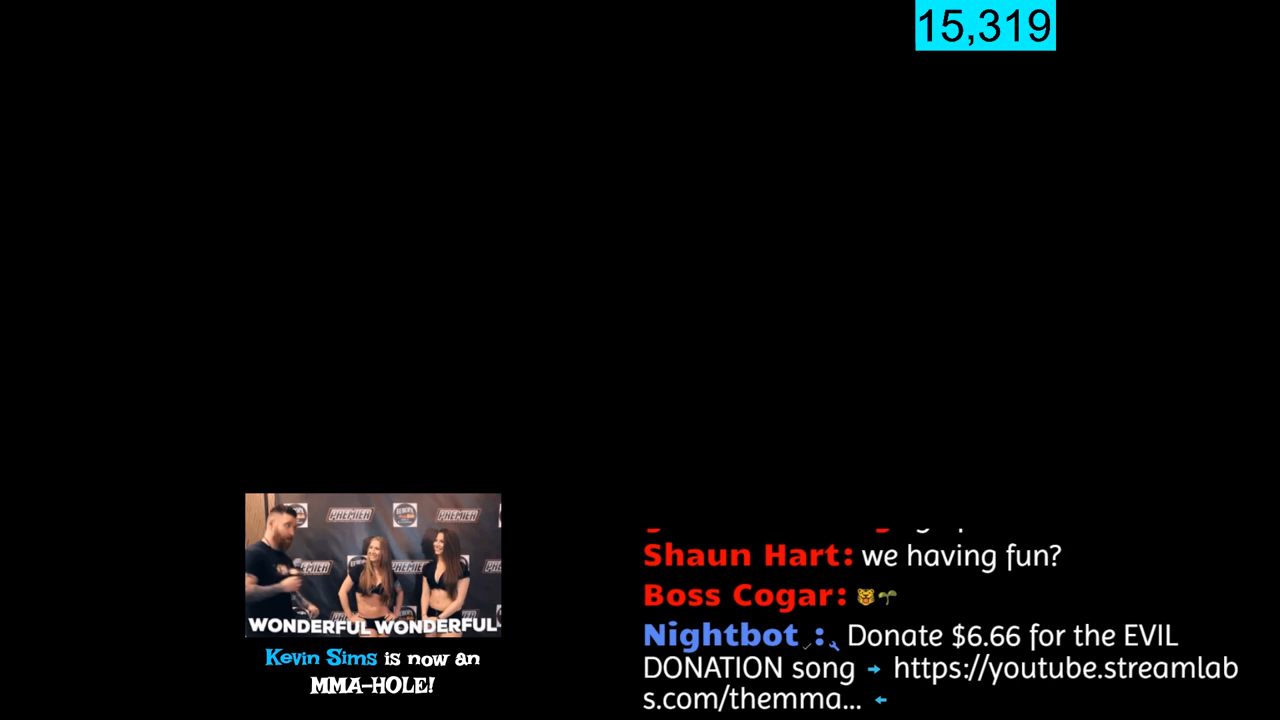 15,319
PREMIER
PREMIER
WONDERFUL WONDERFUL
Kevin Sims is now an
MMA-HOLE!
Shaun Hart: we having fun?
Boss Cogar: 🐯🌱
Nightbot : Donate $6.66 for the EVIL
DONATION song → https://youtube.streamlab
s.com/themma... ←